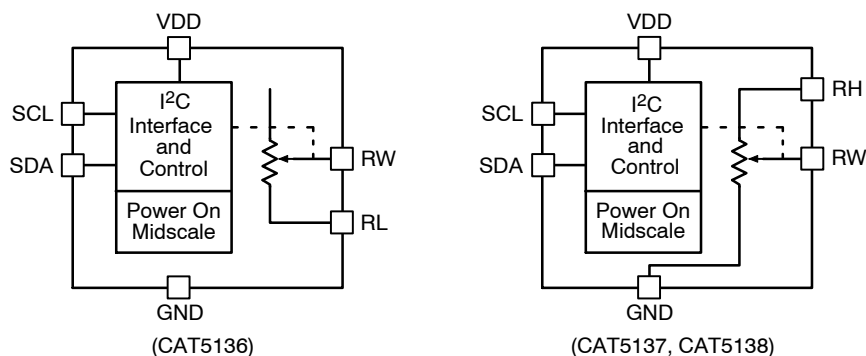 VDD
SCL
SDA
I²C
Interface
and
Control
Power On
Midscale
RW
RL
GND
(CAT5136)
VDD
SCL
SDA
I²C
Interface
and
Control
Power On
Midscale
RH
RW
GND
(CAT5137, CAT5138)